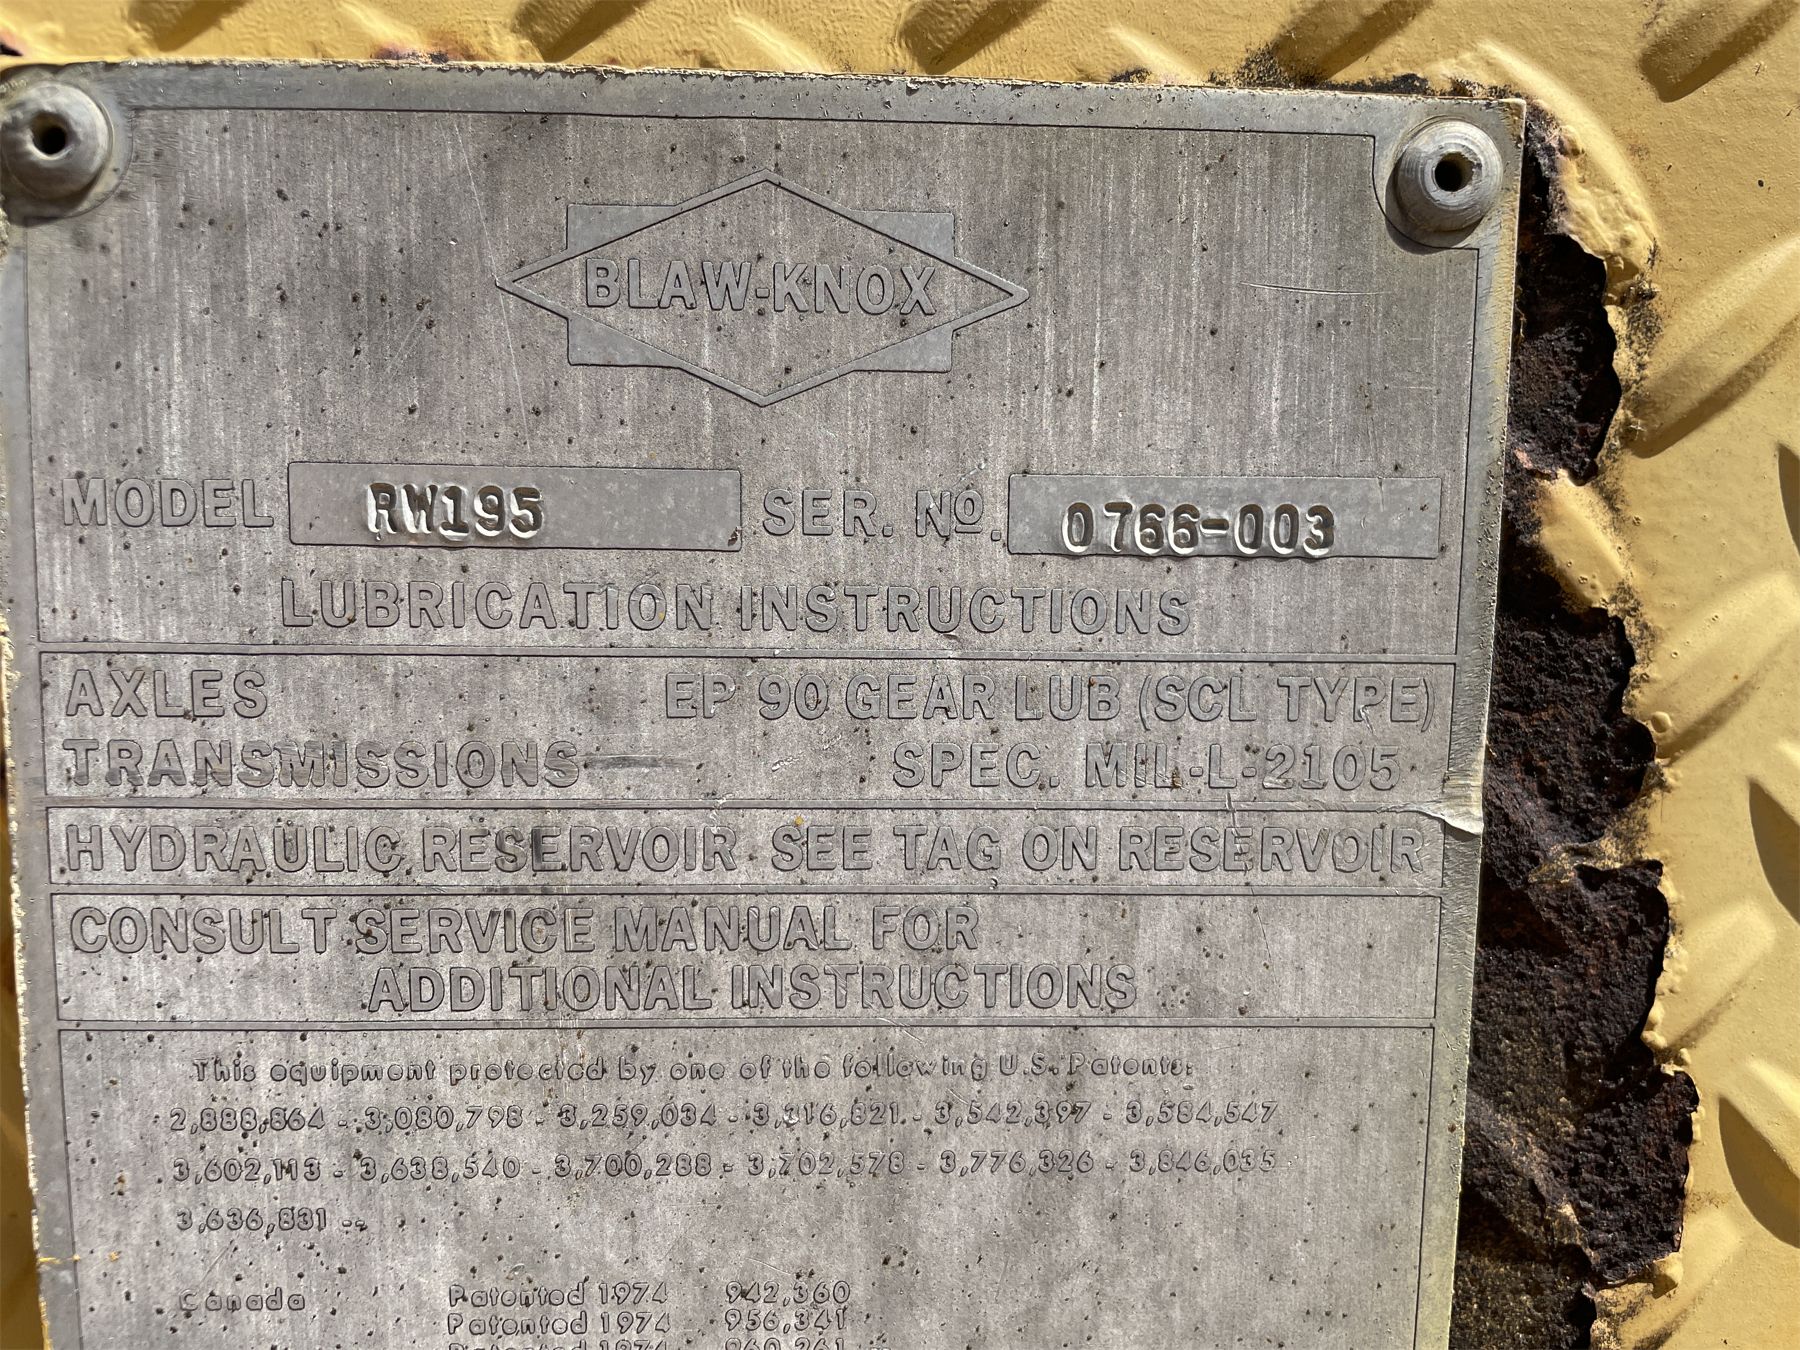 BLAW-KNOX
MODEL RW195 SER. NO. 0766-003
LUBRICATION INSTRUCTIONS
AXLES EP 90 GEAR LUB (SCL TYPE)
TRANSMISSIONS SPEC. MIL-L-2105
HYDRAULIC RESERVOIR SEE TAG ON RESERVOIR
CONSULT SERVICE MANUAL FOR
ADDITIONAL INSTRUCTIONS
This equipment protected by one of the following U.S. Patents:
2,888,864 - 3,080,798 - 3,259,034 - 3,316,821 - 3,542,397 - 3,584,547
3,602,113 - 3,638,540 - 3,700,288 - 3,702,578 - 3,776,326 - 3,846,035
3,636,831 --
Canada Patented 1974 942,360
Patented 1974 956,341
1974 960,261